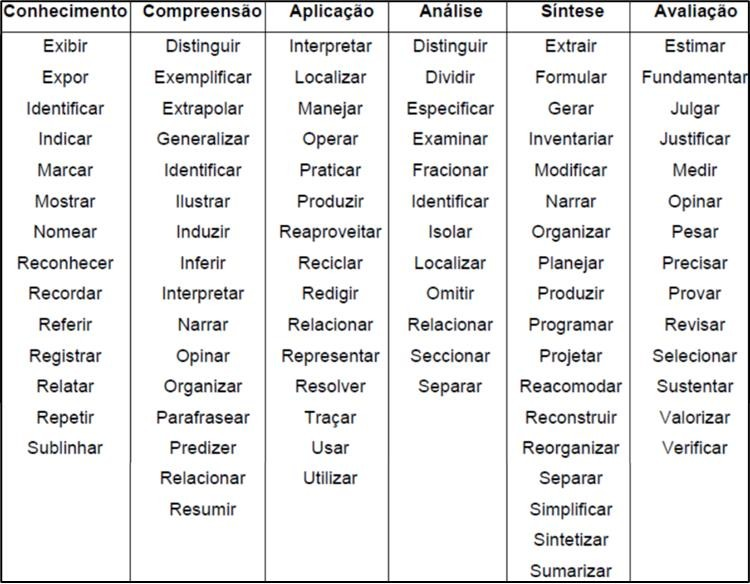 Conhecimento Compreensão Aplicação Análise Síntese Avaliação
Exibir Distinguir Interpretar Distinguir Extrair Estimar
Expor Exemplificar Localizar Dividir Formular Fundamentar
Identificar Extrapolar Manejar Especificar Gerar Julgar
Indicar Generalizar Operar Examinar Inventariar Justificar
Marcar Identificar Praticar Fracionar Modificar Medir
Mostrar Ilustrar Produzir Identificar Narrar Opinar
Nomear Induzir Reaproveitar Isolar Organizar Pesar
Reconhecer Inferir Reciclar Localizar Planejar Precisar
Recordar Interpretar Redigir Omitir Produzir Provar
Referir Narrar Relacionar Relacionar Programar Revisar
Registrar Opinar Representar Seccionar Projetar Selecionar
Relatar Organizar Resolver Separar Reacomodar Sustentar
Repetir Parafrasear Traçar Reconstruir Valorizar
Sublinhar Predizer Usar Reorganizar Verificar
Relacionar Utilizar Separar
Resumir Simplificar
Sintetizar
Sumarizar